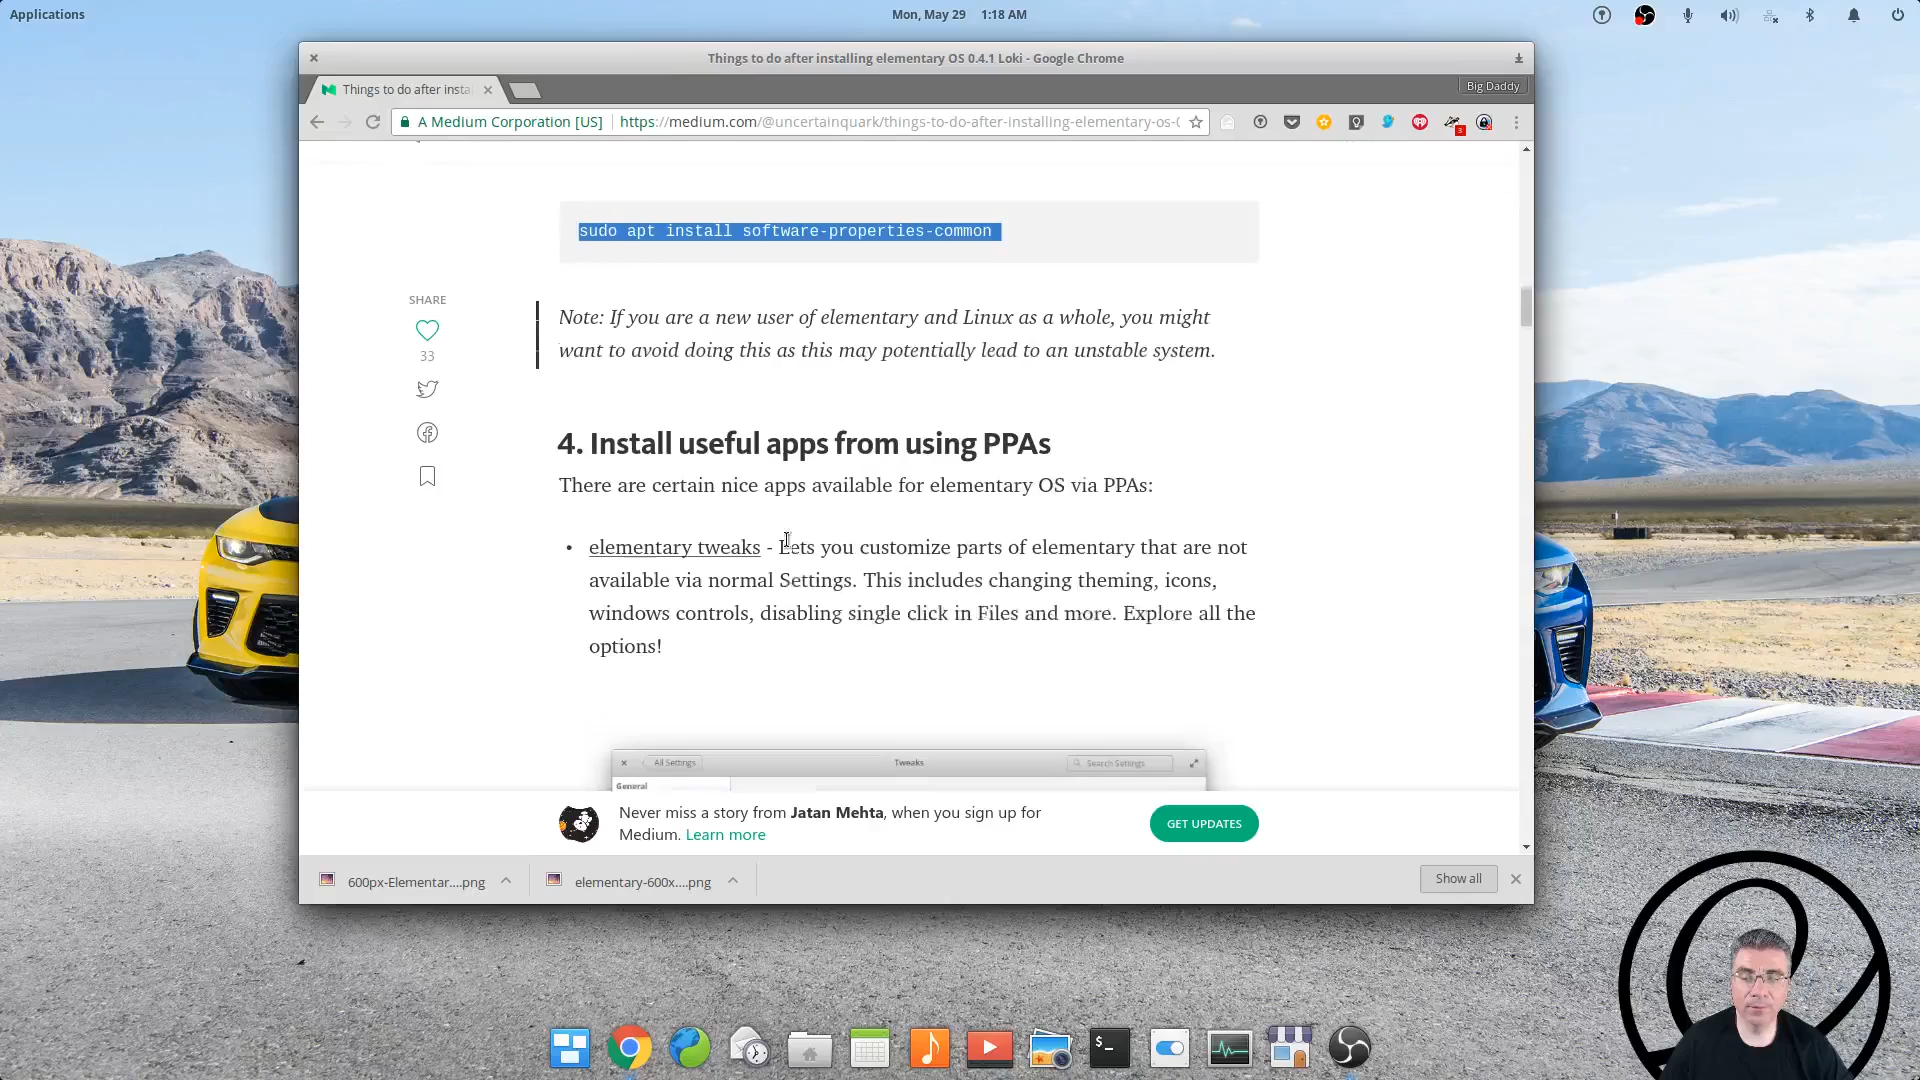 Applications
Mon, May 29 1:18 AM
Things to do after installing elementary OS 0.4.1 Loki - Google Chrome
Things to do after insta
Big Daddy
A Medium Corporation [US]
https://medium.com/@uncertainquark/things-to-do-after-installing-elementary-os-0
3
sudo apt install software-properties-common
SHARE
33
Note: If you are a new user of elementary and Linux as a whole, you might
want to avoid doing this as this may potentially lead to an unstable system.
4. Install useful apps from using PPAs
There are certain nice apps available for elementary OS via PPAs:
• elementary tweaks - Lets you customize parts of elementary that are not
available via normal Settings. This includes changing theming, icons,
windows controls, disabling single click in Files and more. Explore all the
options!
All Settings
Tweaks
Search Settings
General
Never miss a story from Jatan Mehta, when you sign up for
Medium. Learn more
GET UPDATES
600px-Elementar....png
elementary-600x....png
Show all
$_